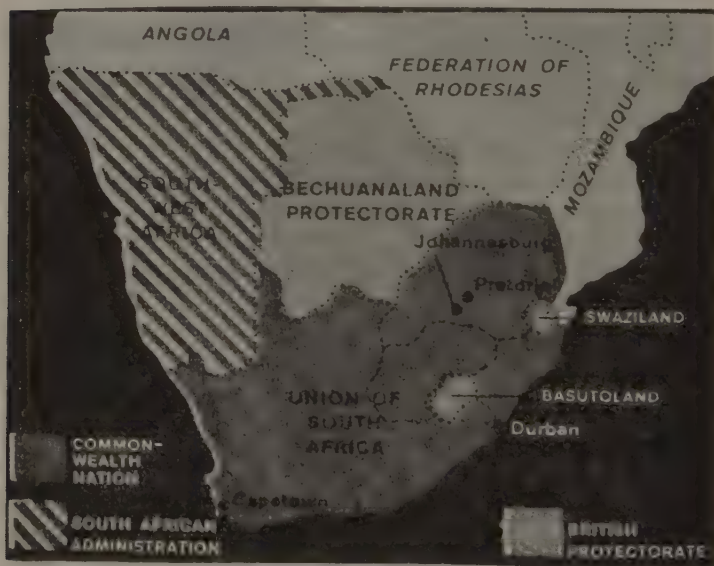 ANGOLA
FEDERATION OF
RHODESIAS
MOZAMBIQUE
SOUTH-
WEST
AFRICA
BECHUANALAND
PROTECTORATE
Johannesburg
Pretoria
SWAZILAND
BASUTOLAND
UNION OF
SOUTH
AFRICA
Durban
Capetown
COMMON-
WEALTH
NATION
SOUTH AFRICAN
ADMINISTRATION
BRITISH
PROTECTORATE